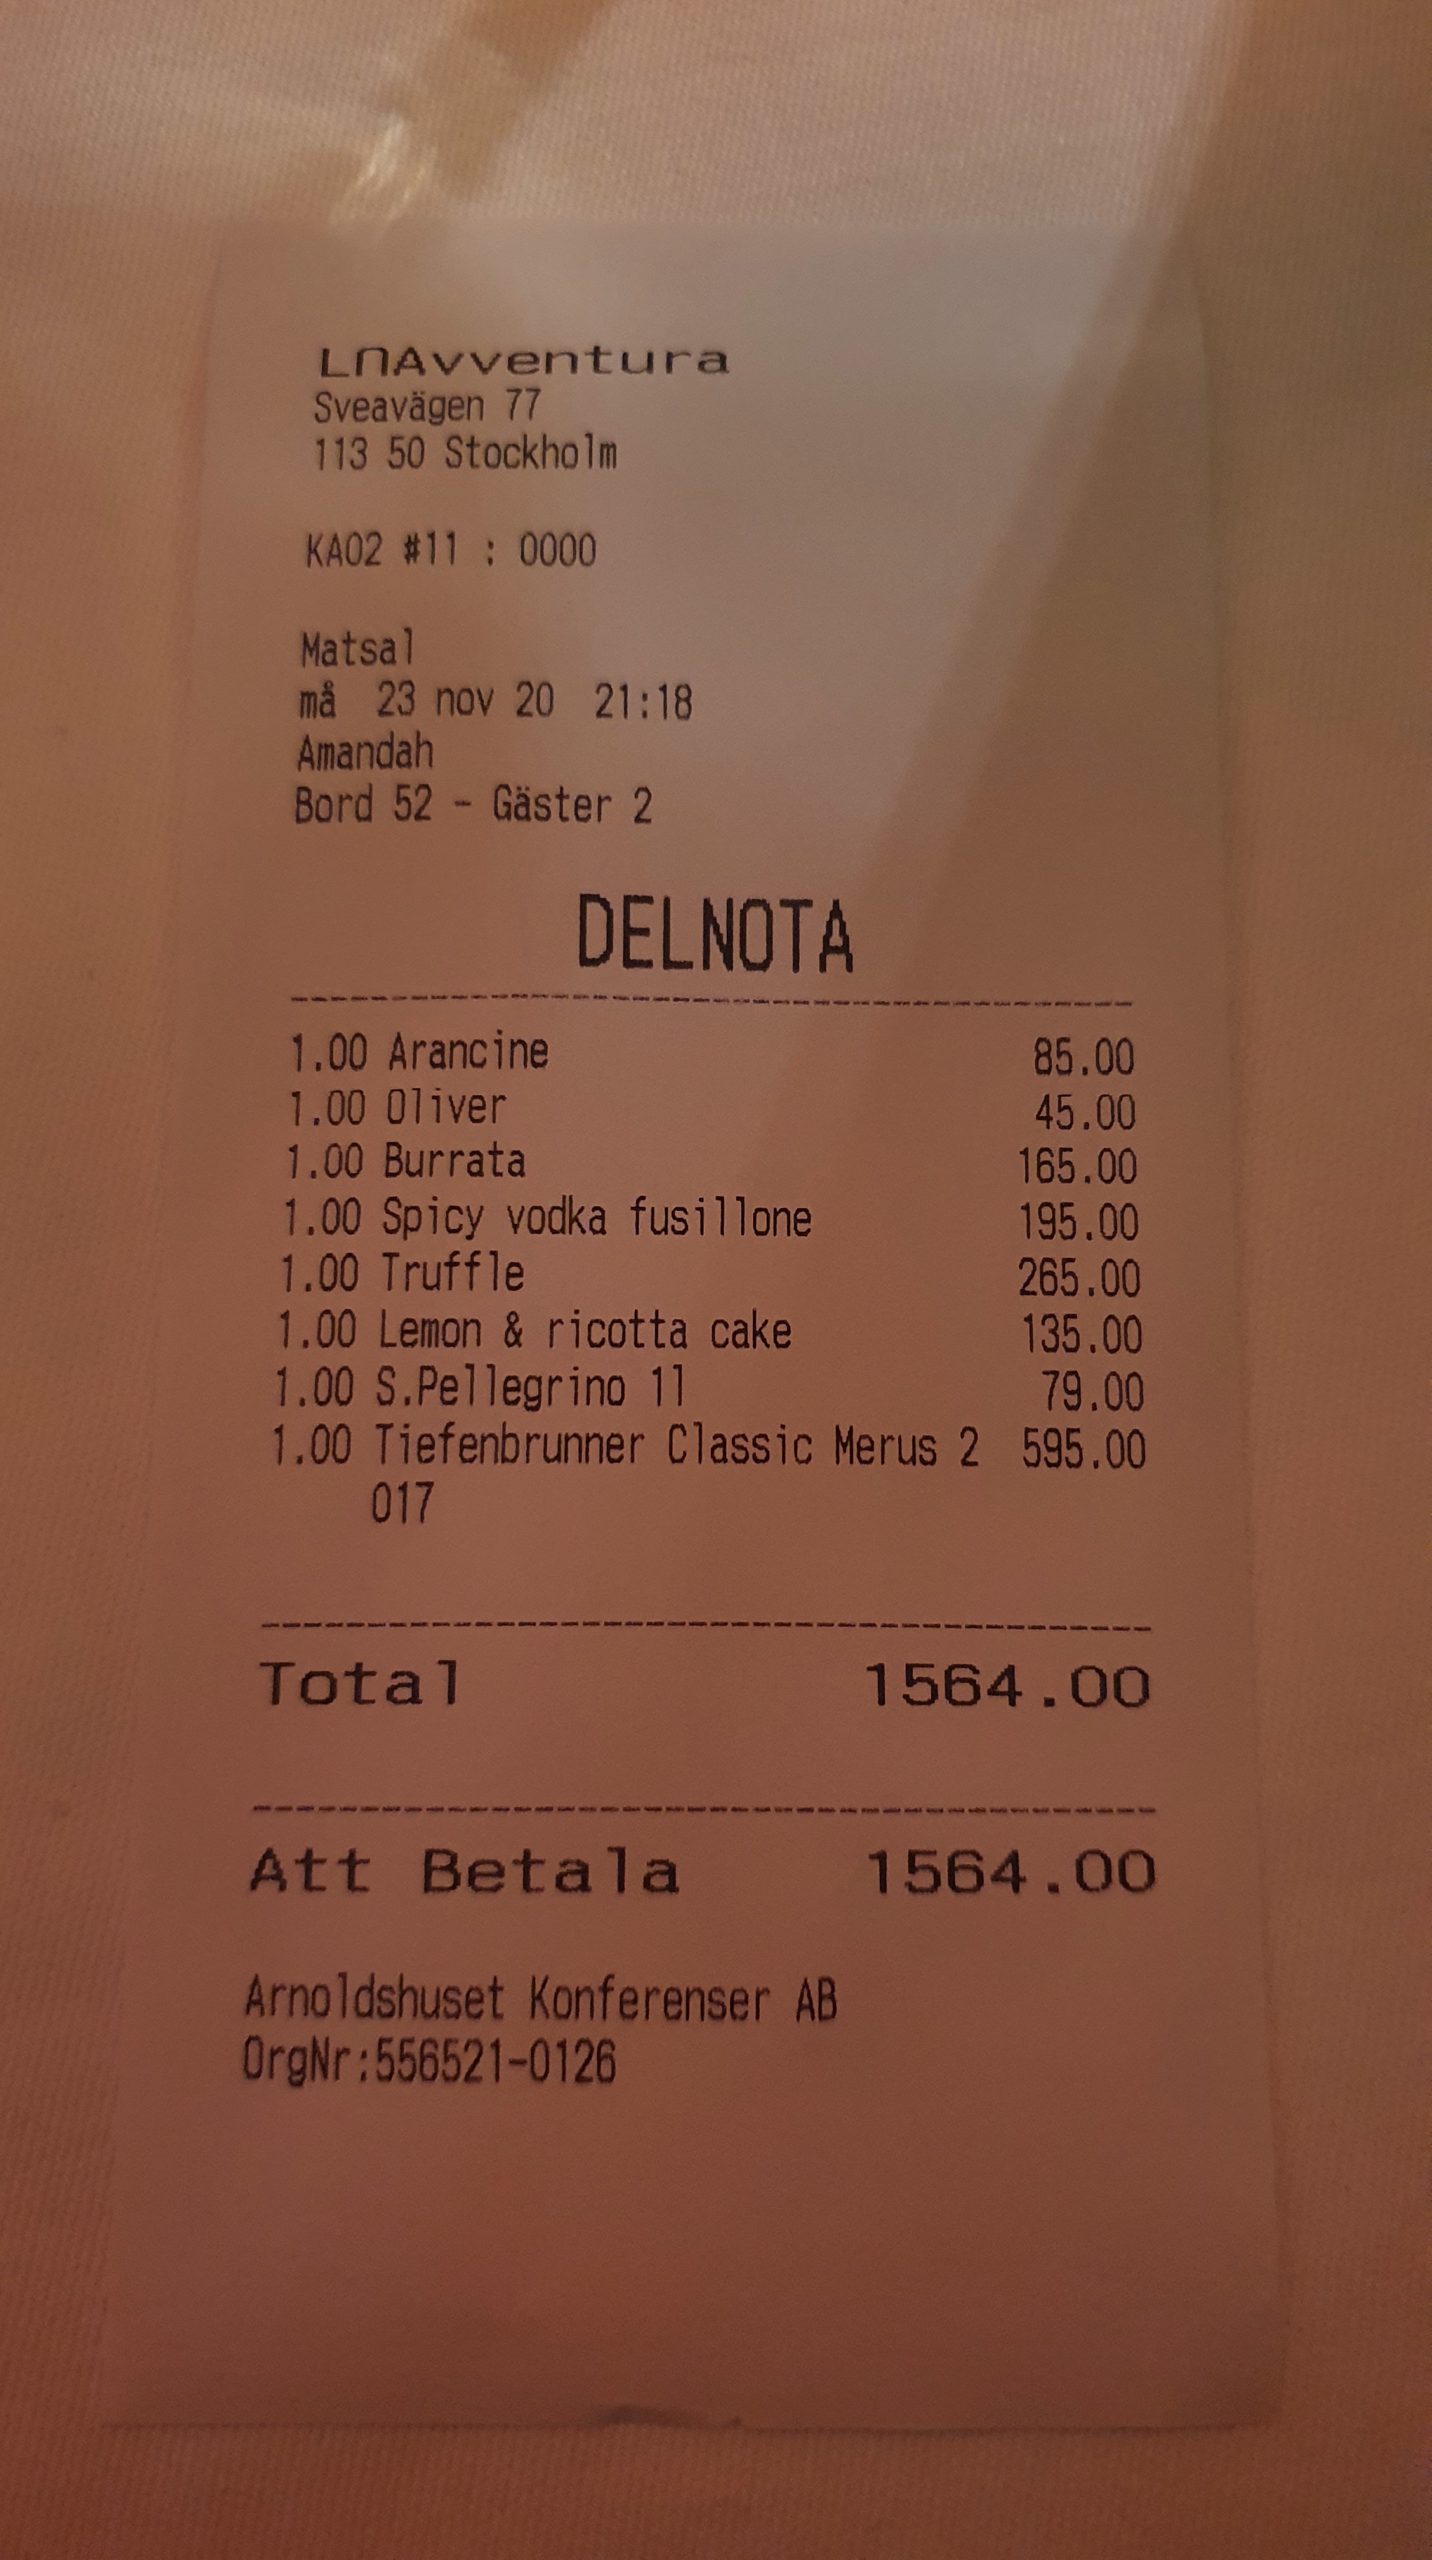 LПAvventura
Sveavägen 77
113 50 Stockholm
KA02 #11 : 0000
Matsal
må 23 nov 20 21:18
Amandah
Bord 52 - Gäster 2
DELNOTA
1.00 Arancine 85.00
1.00 Oliver 45.00
1.00 Burrata 165.00
1.00 Spicy vodka fusillone 195.00
1.00 Truffle 265.00
1.00 Lemon & ricotta cake 135.00
1.00 S.Pellegrino 1l 79.00
1.00 Tiefenbrunner Classic Merus 2 595.00
017
Total 1564.00
Att Betala 1564.00
Arnoldshuset Konferenser AB
OrgNr:556521-0126